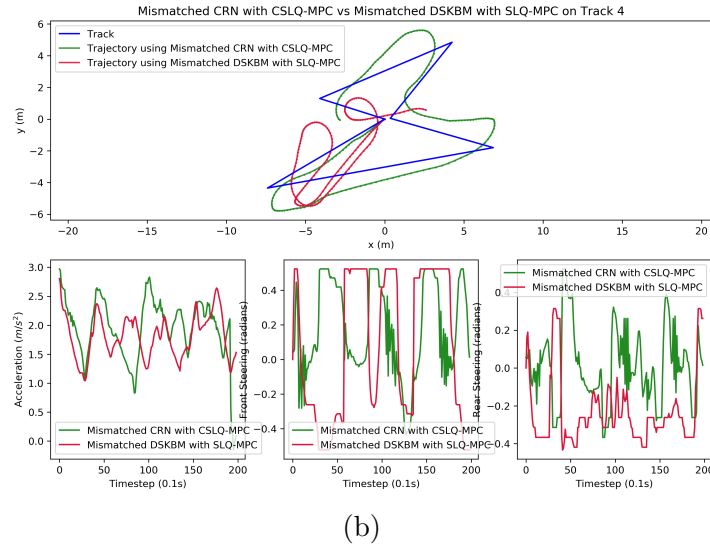 Mismatched CRN with CSLQ-MPC vs Mismatched DSKBM with SLQ-MPC on Track 4
Track
Trajectory using Mismatched CRN with CSLQ-MPC
Trajectory using Mismatched DSKBM with SLQ-MPC
y (m)
6
4
2
0
−2
−4
−6
−20
−15
−10
−5
0
5
10
15
20
x (m)
Acceleration (m/s²)
3.0
2.5
2.0
1.5
1.0
0.5
0.0
Mismatched CRN with CSLQ-MPC
Mismatched DSKBM with SLQ-MPC
0
50
100
150
200
Timestep (0.1s)
Front Steering (radians)
0.4
0.2
0.0
−0.2
−0.4
Mismatched CRN with CSLQ-MPC
Mismatched DSKBM with SLQ-MPC
0
50
100
150
200
Timestep (0.1s)
Rear Steering (radians)
0.4
0.2
0.0
−0.2
−0.4
Mismatched CRN with CSLQ-MPC
Mismatched DSKBM with SLQ-MPC
0
50
100
150
200
Timestep (0.1s)
(b)